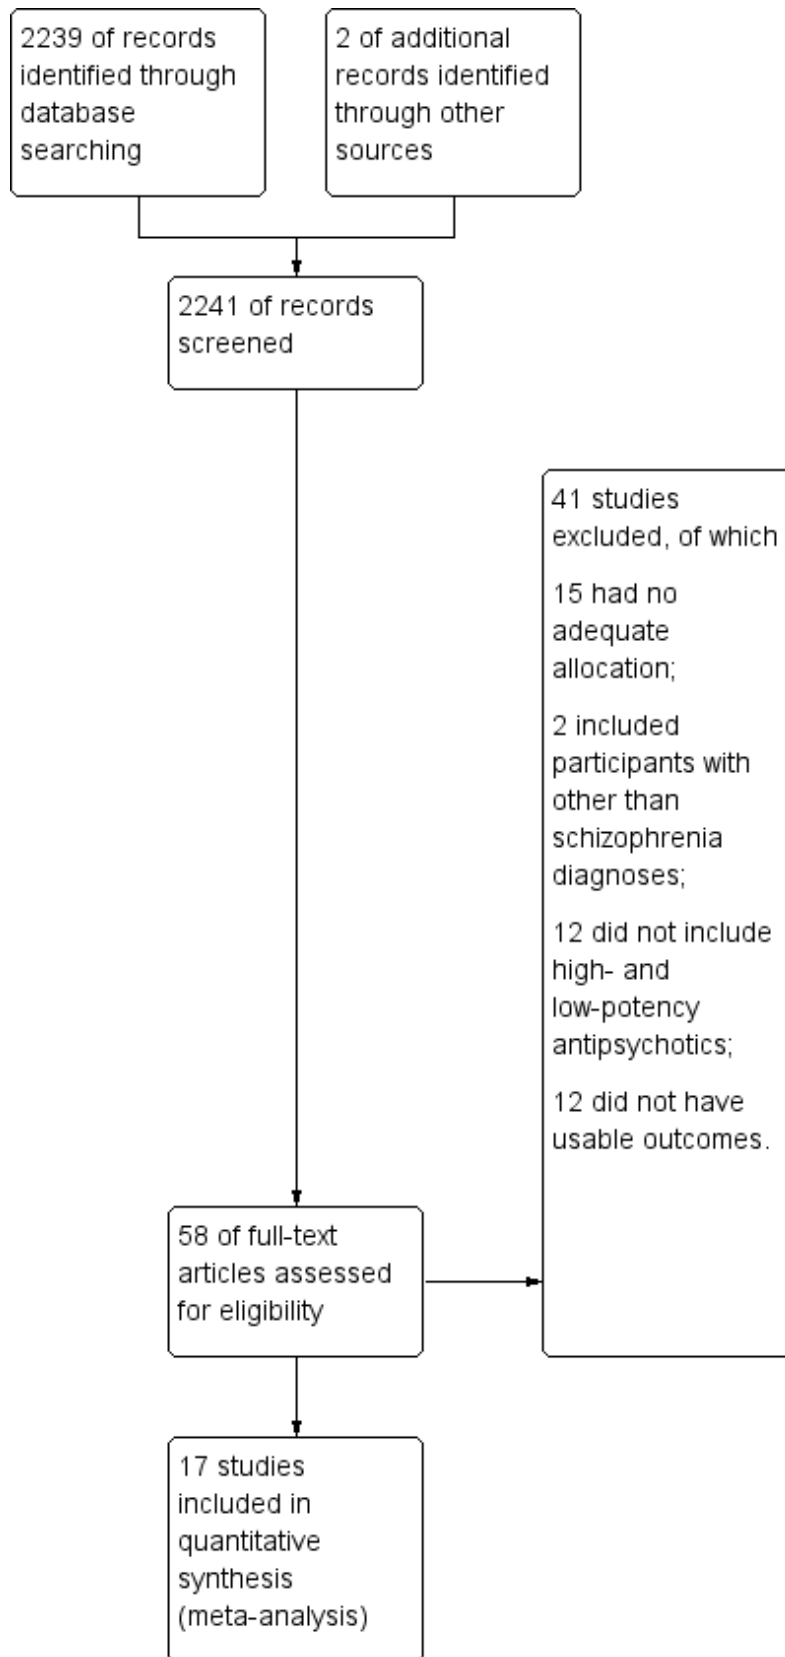 2239 of records
identified through
database
searching
2 of additional
records identified
through other
sources
2241 of records
screened
41 studies
excluded, of which
15 had no
adequate
allocation;
2 included
participants with
other than
schizophrenia
diagnoses;
12 did not include
high- and
low-potency
antipsychotics;
12 did not have
usable outcomes.
58 of full-text
articles assessed
for eligibility
17 studies
included in
quantitative
synthesis
(meta-analysis)